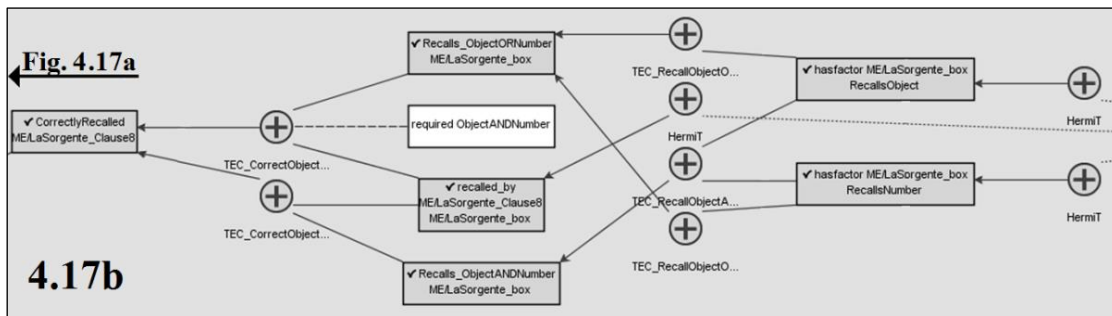 Fig. 4.17a
✔ CorrectlyRecalled
ME/LaSorgente_Clause8
TEC_CorrectObject...
TEC_CorrectObject...
✔ Recalls_ObjectORNumber
ME/LaSorgente_box
required ObjectANDNumber
✔ recalled_by
ME/LaSorgente_Clause8
ME/LaSorgente_box
✔ Recalls_ObjectANDNumber
ME/LaSorgente_box
TEC_RecallObjectO...
HermiT
TEC_RecallObjectA...
TEC_RecallObjectO...
✔ hasfactor ME/LaSorgente_box
RecallsObject
✔ hasfactor ME/LaSorgente_box
RecallsNumber
HermiT
HermiT
4.17b